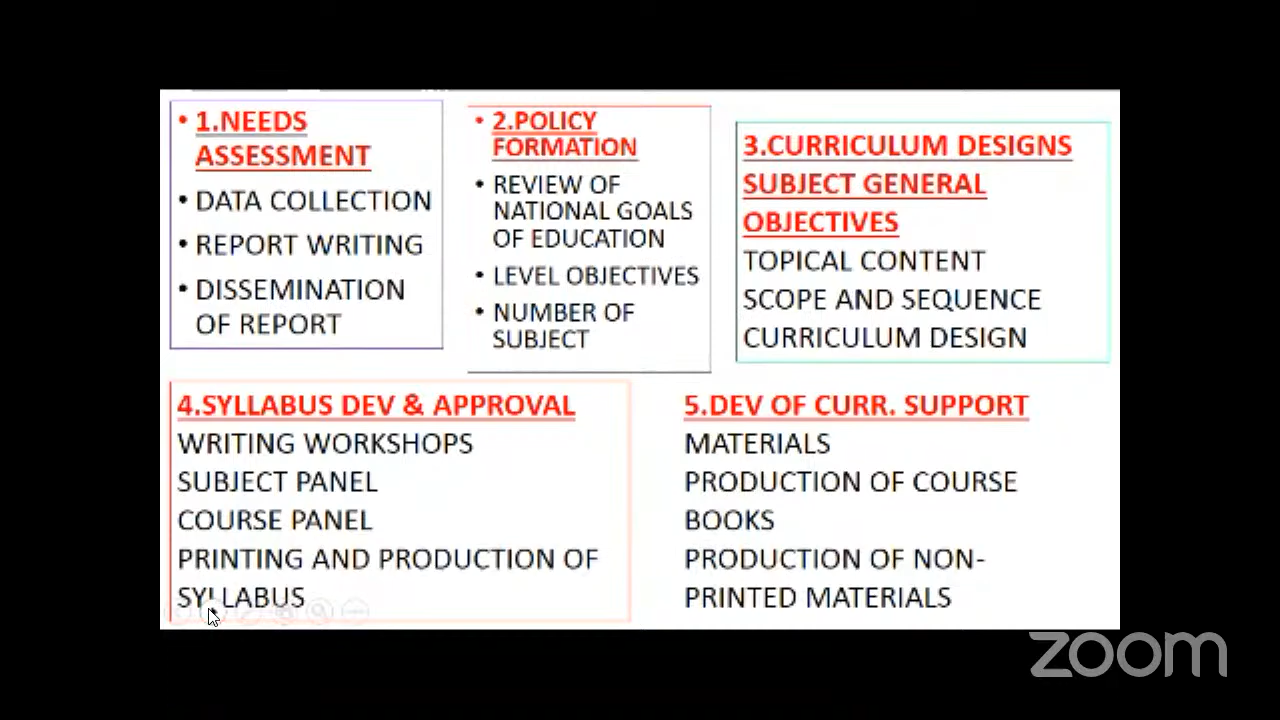 • 1.NEEDS
ASSESSMENT
• DATA COLLECTION
• REPORT WRITING
• DISSEMINATION
OF REPORT
• 2.POLICY
FORMATION
• REVIEW OF
NATIONAL GOALS
OF EDUCATION
• LEVEL OBJECTIVES
• NUMBER OF
SUBJECT
3.CURRICULUM DESIGNS
SUBJECT GENERAL
OBJECTIVES
TOPICAL CONTENT
SCOPE AND SEQUENCE
CURRICULUM DESIGN
4.SYLLABUS DEV & APPROVAL
WRITING WORKSHOPS
SUBJECT PANEL
COURSE PANEL
PRINTING AND PRODUCTION OF
SYLLABUS
5.DEV OF CURR. SUPPORT
MATERIALS
PRODUCTION OF COURSE
BOOKS
PRODUCTION OF NON-
PRINTED MATERIALS
zoom